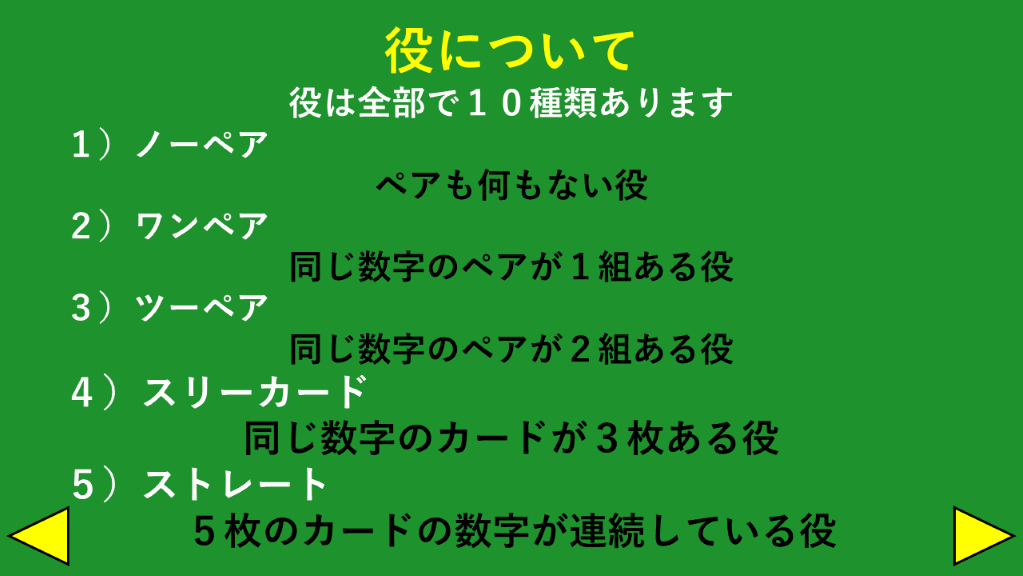 役について
役は全部で１０種類あります
１）ノーペア
ペアも何もない役
２）ワンペア
同じ数字のペアが１組ある役
３）ツーペア
同じ数字のペアが２組ある役
４）スリーカード
同じ数字のカードが３枚ある役
５）ストレート
５枚のカードの数字が連続している役